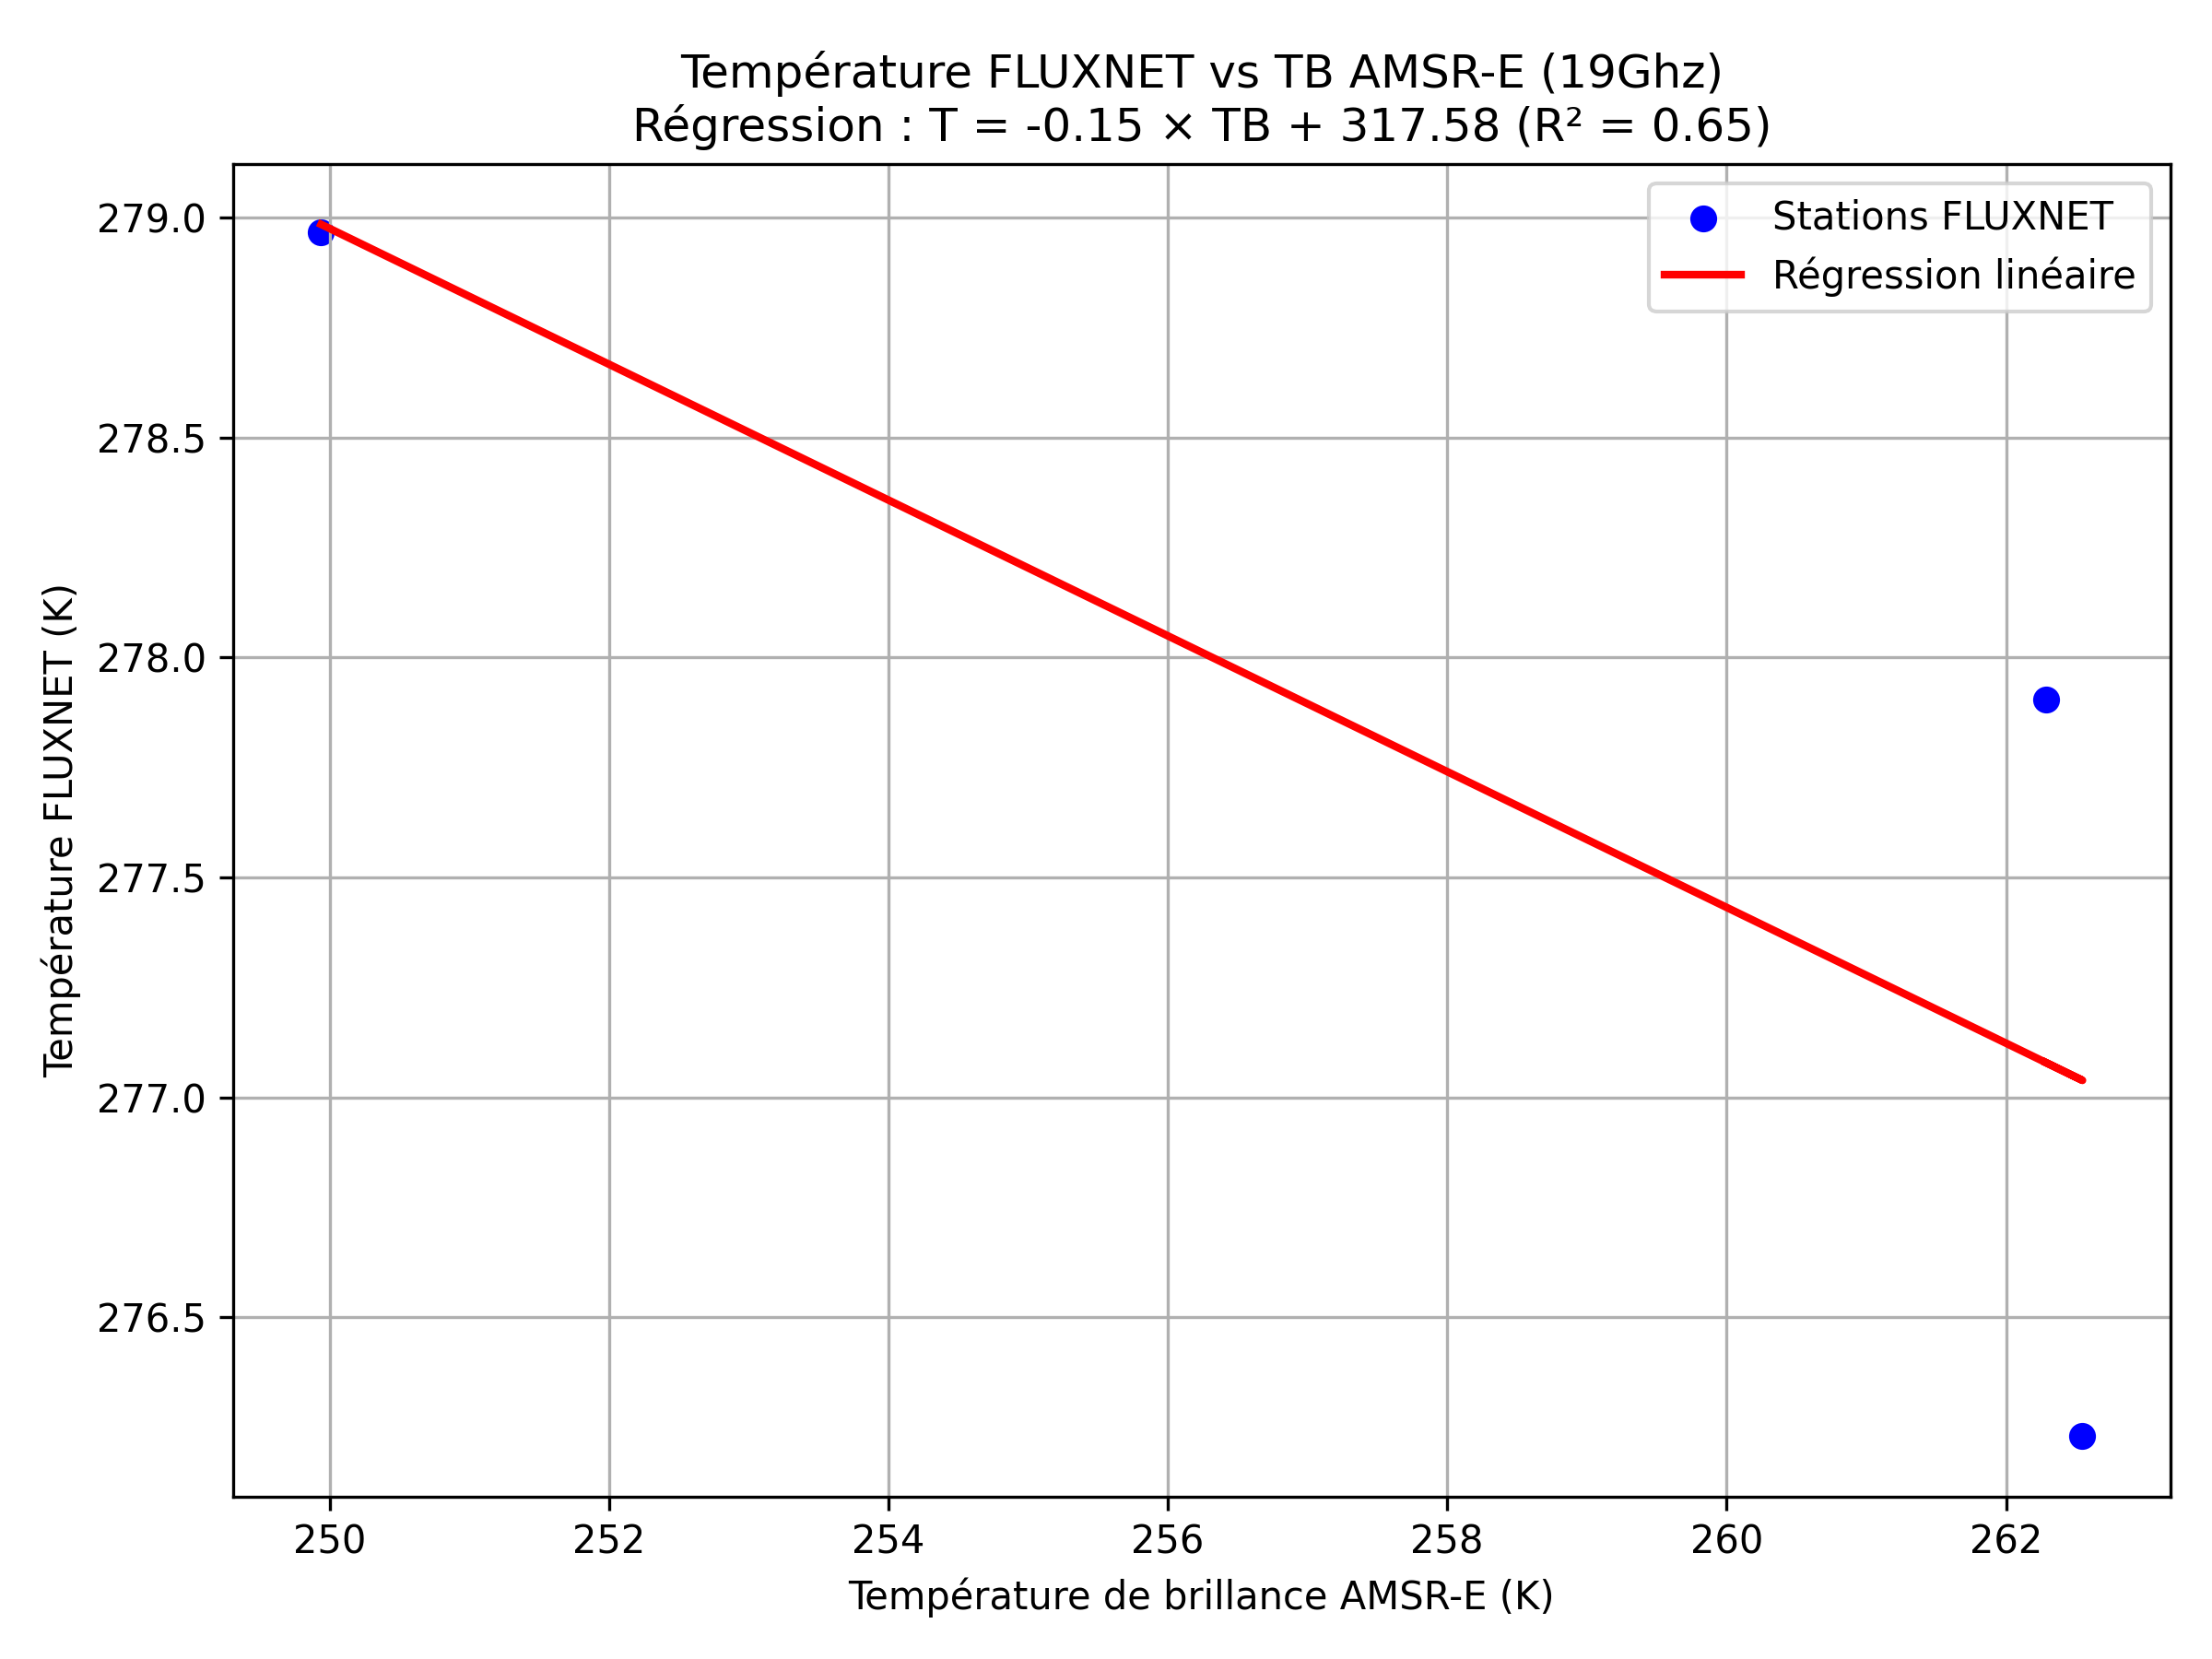 Température FLUXNET vs TB AMSR-E (19Ghz)
Régression : T = -0.15 × TB + 317.58 (R² = 0.65)
Stations FLUXNET
Régression linéaire
Température FLUXNET (K)
279.0
278.5
278.0
277.5
277.0
276.5
250 252 254 256 258 260 262
Température de brillance AMSR-E (K)